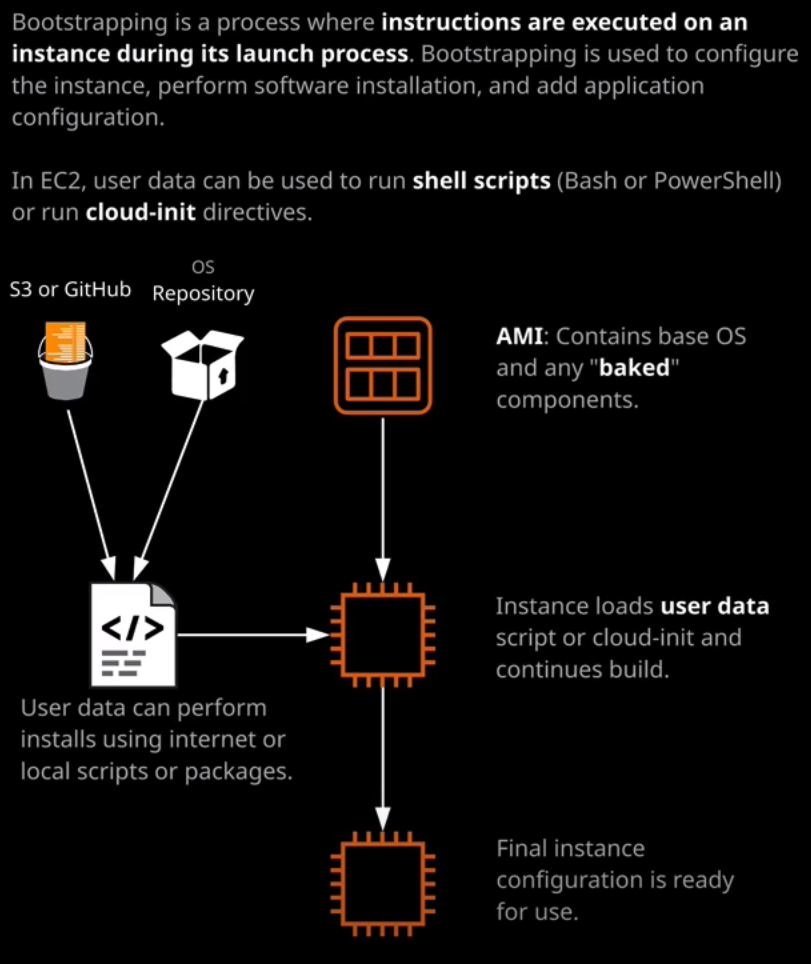 Bootstrapping is a process where instructions are executed on an
instance during its launch process. Bootstrapping is used to configure
the instance, perform software installation, and add application
configuration.
In EC2, user data can be used to run shell scripts (Bash or PowerShell)
or run cloud-init directives.
S3 or GitHub
OS
Repository
AMI: Contains base OS
and any "baked"
components.
</>
Instance loads user data
script or cloud-init and
continues build.
User data can perform
installs using internet or
local scripts or packages.
Final instance
configuration is ready
for use.